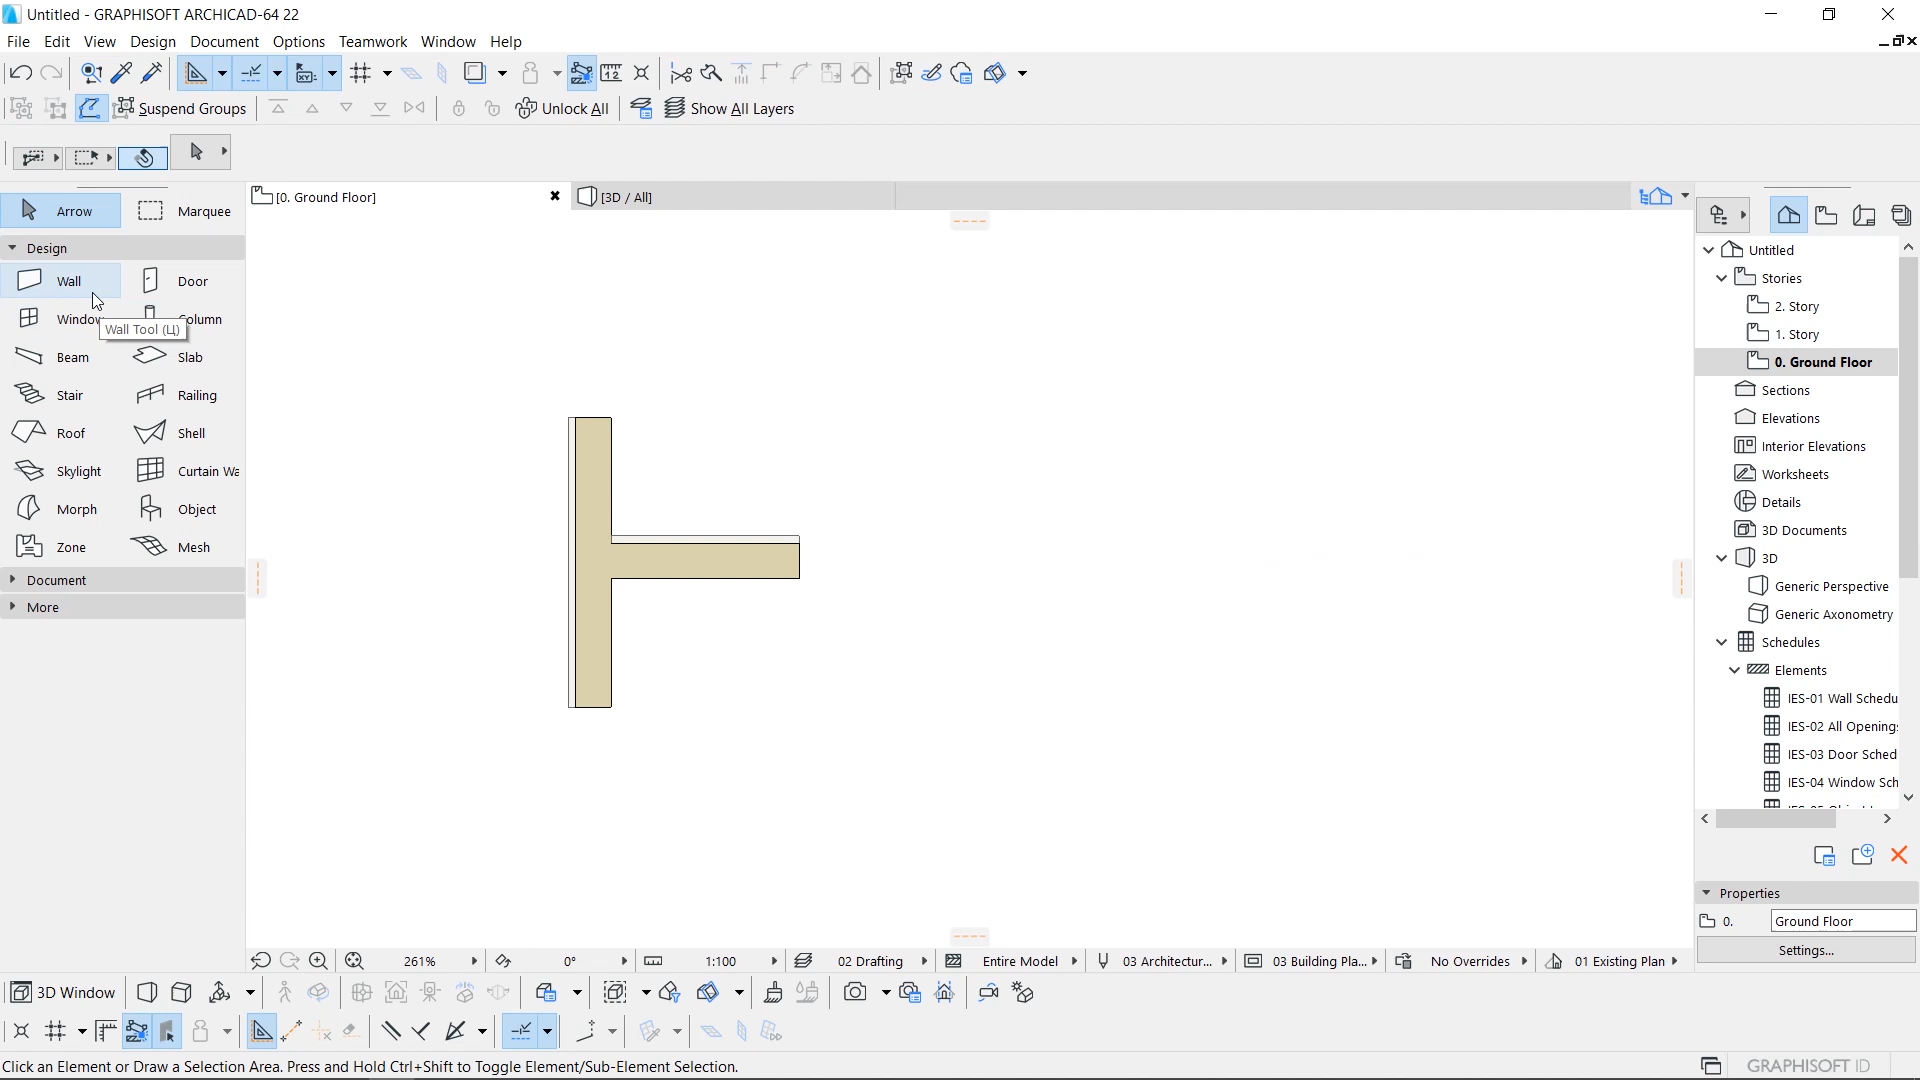 Untitled - GRAPHISOFT ARCHICAD-64 22
File Edit View Design Document Options Teamwork Window Help
Suspend Groups Unlock All Show All Layers
Arrow Marquee
[0. Ground Floor] [3D / All]
Design
Wall Door
Window Column
Wall Tool (Ц)
Beam Slab
Stair Railing
Roof Shell
Skylight Curtain Wa
Morph Object
Zone Mesh
Document
More
Untitled
Stories
2. Story
1. Story
0. Ground Floor
Sections
Elevations
Interior Elevations
Worksheets
Details
3D Documents
3D
Generic Perspective
Generic Axonometry
Schedules
Elements
IES-01 Wall Schedu
IES-02 All Opening
IES-03 Door Sched
IES-04 Window Sch
Properties
0. Ground Floor
Settings...
261% 0° 1:100 02 Drafting Entire Model 03 Architectur... 03 Building Pla... No Overrides 01 Existing Plan
3D Window
Click an Element or Draw a Selection Area. Press and Hold Ctrl+Shift to Toggle Element/Sub-Element Selection.
GRAPHISOFT ID